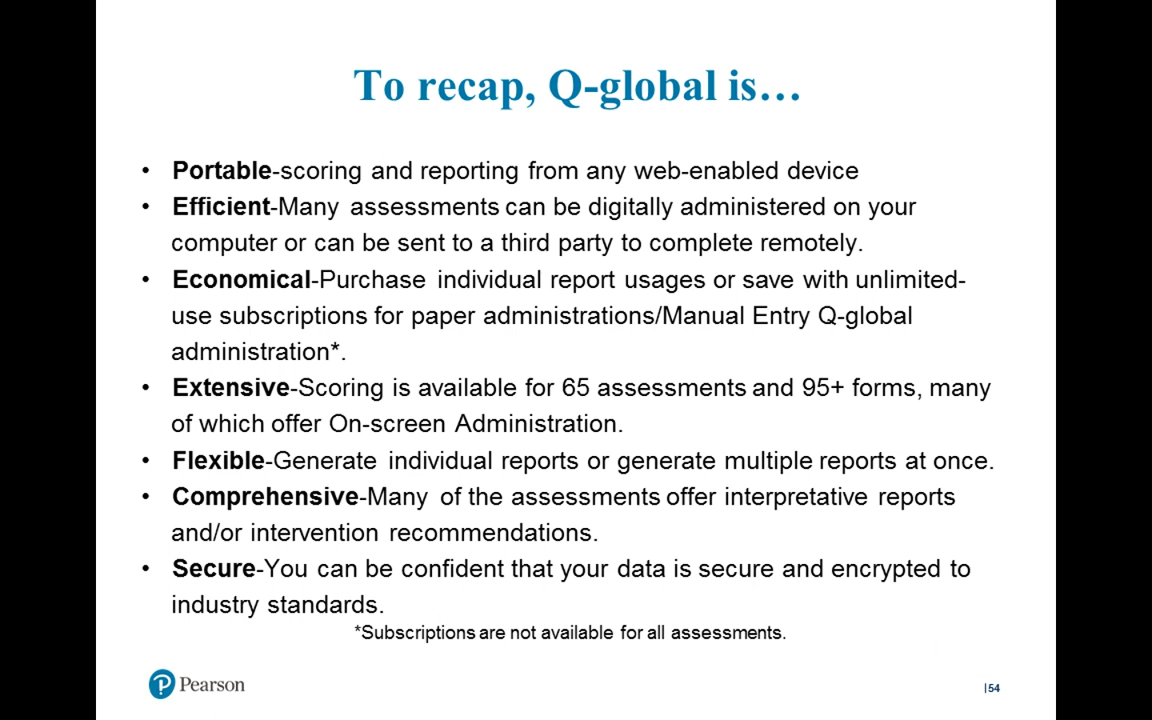 To recap, Q-global is…
• Portable-scoring and reporting from any web-enabled device
• Efficient-Many assessments can be digitally administered on your
computer or can be sent to a third party to complete remotely.
• Economical-Purchase individual report usages or save with unlimited-
use subscriptions for paper administrations/Manual Entry Q-global
administration*.
• Extensive-Scoring is available for 65 assessments and 95+ forms, many
of which offer On-screen Administration.
• Flexible-Generate individual reports or generate multiple reports at once.
• Comprehensive-Many of the assessments offer interpretative reports
and/or intervention recommendations.
• Secure-You can be confident that your data is secure and encrypted to
industry standards.
*Subscriptions are not available for all assessments.
P Pearson
|54